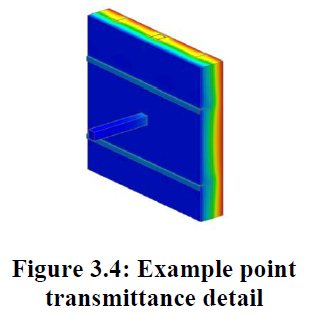 Figure 3.4: Example point
transmittance detail